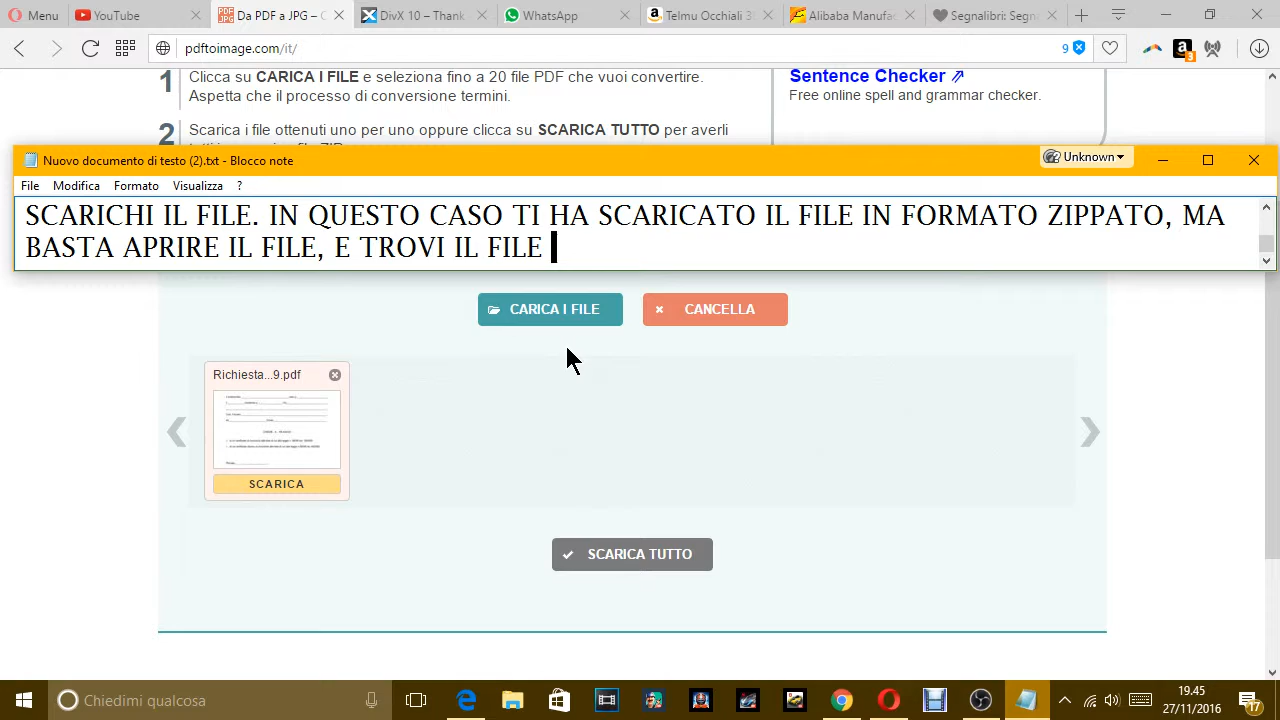 Menu
YouTube
Da PDF a JPG – C
DivX 10 – Thank
WhatsApp
Telmu Occhiali 3
Alibaba Manufac
Segnalibri: Segna
pdftoimage.com/it/
9
1 Clicca su CARICA I FILE e seleziona fino a 20 file PDF che vuoi convertire.
Aspetta che il processo di conversione termini.
2 Scarica i file ottenuti uno per uno oppure clicca su SCARICA TUTTO per averli
Sentence Checker
Free online spell and grammar checker.
Nuovo documento di testo (2).txt - Blocco note
Unknown
File Modifica Formato Visualizza ?
SCARICHI IL FILE. IN QUESTO CASO TI HA SCARICATO IL FILE IN FORMATO ZIPPATO, MA
BASTA APRIRE IL FILE, E TROVI IL FILE
CARICA I FILE
CANCELLA
Richiesta...9.pdf
SCARICA
SCARICA TUTTO
Chiedimi qualcosa
19.45
27/11/2016
17